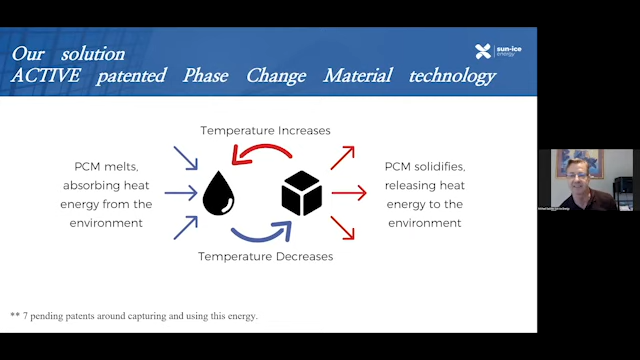 Our solution
ACTIVE patented Phase Change Material technology
sun-ice
energy
Temperature Increases
PCM melts,
absorbing heat
energy from the
environment
PCM solidifies,
releasing heat
energy to the
environment
Temperature Decreases
** 7 pending patents around capturing and using this energy.